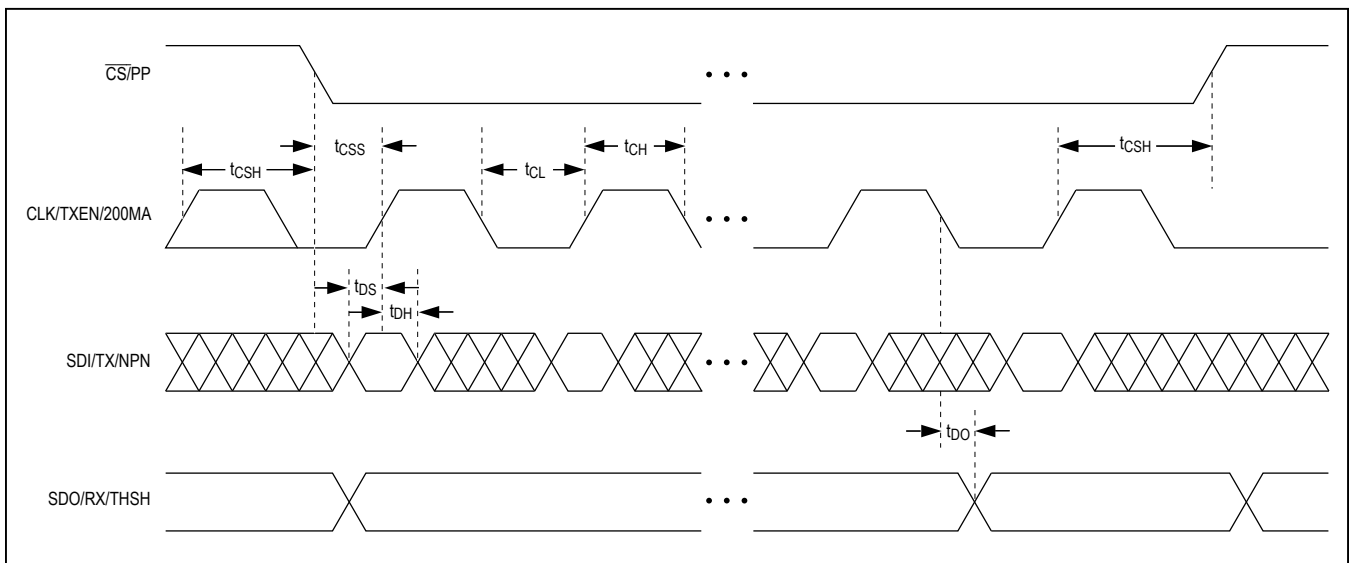 CS/PP
tCSH
tCSS
tCL
tCH
tCSH
CLK/TXEN/200MA
tDS
tDH
SDI/TX/NPN
tDO
SDO/RX/THSH